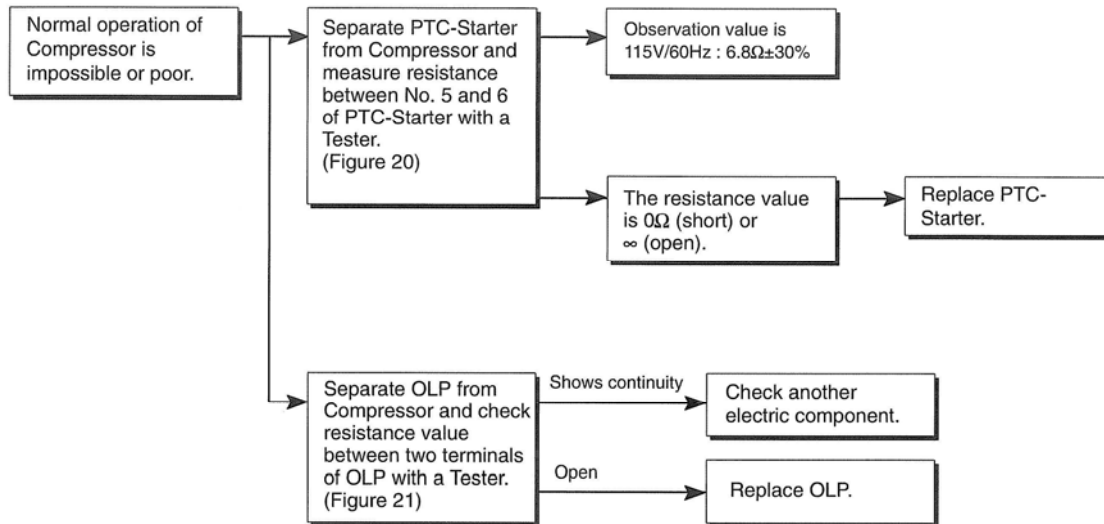 Normal operation of
Compressor is
impossible or poor.
Separate PTC-Starter
from Compressor and
measure resistance
between No. 5 and 6
of PTC-Starter with a
Tester.
(Figure 20)
Observation value is
115V/60Hz : 6.8Ω±30%
The resistance value
is 0Ω (short) or
∞ (open).
Replace PTC-
Starter.
Separate OLP from
Compressor and check
resistance value
between two terminals
of OLP with a Tester.
(Figure 21)
Shows continuity
Check another
electric component.
Open
Replace OLP.